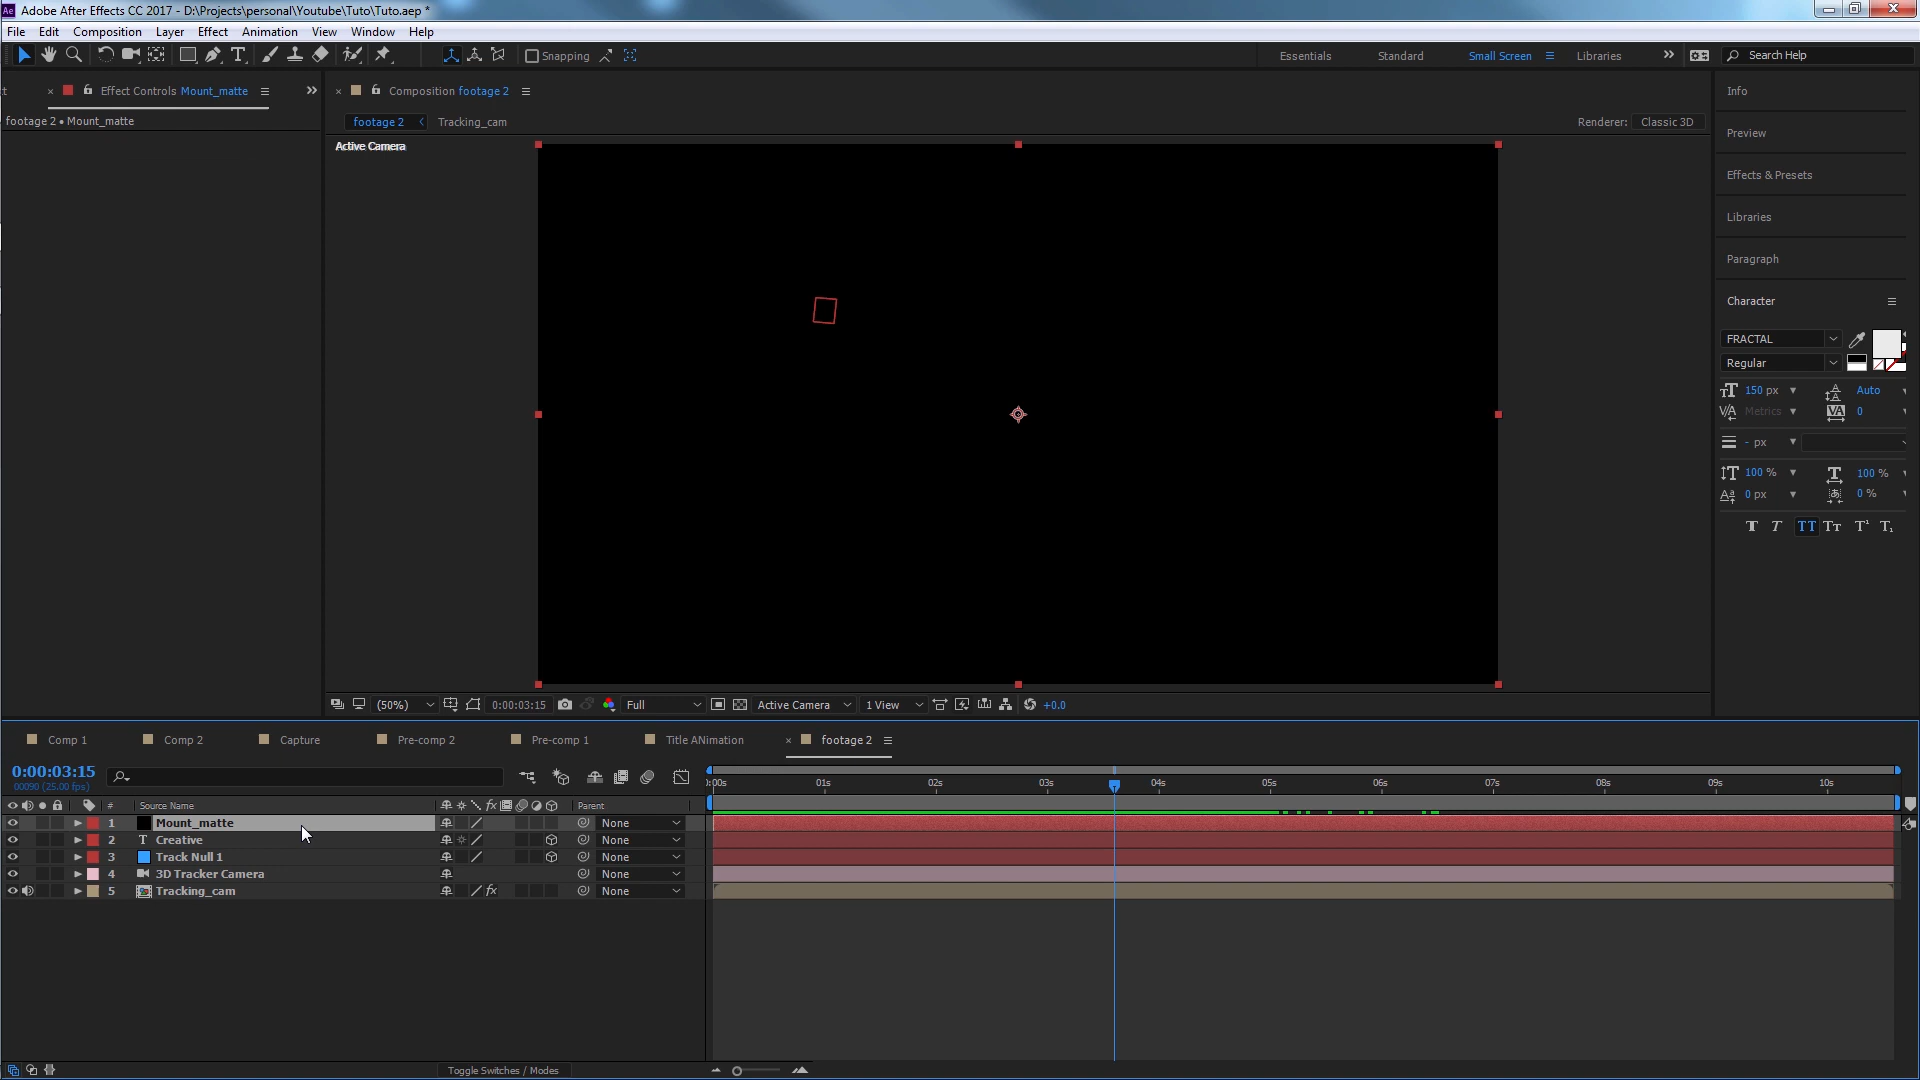 Adobe After Effects CC 2017 - D:\Projects\personal\Youtube\Tuto\Tuto.aep *
File Edit Composition Layer Effect Animation View Window Help
Snapping Essentials Standard Small Screen Libraries Search Help
Effect Controls Mount_matte Composition footage 2 Info
footage 2 • Mount_matte footage 2 Tracking_cam Renderer: Classic 3D
Active Camera
Preview
Effects & Presets
Libraries
Paragraph
Character
FRACTAL
Regular
150 px Auto
Metrics 0
- px
100 % 100 %
0 px 0 %
TT Tt T¹ T₁
(50%) 0:00:03:15 Full Active Camera 1 View +0.0
Comp 1 Comp 2 Capture Pre-comp 2 Pre-comp 1 Title ANimation footage 2
0:00:03:15
00090 (25.00 fps)
:00s 01s 02s 03s 04s 05s 06s 07s 08s 09s 10s
# Source Name fx Parent
1 Mount_matte None
2 T Creative None
3 Track Null 1 None
4 3D Tracker Camera None
5 Tracking_cam fx None
Toggle Switches / Modes